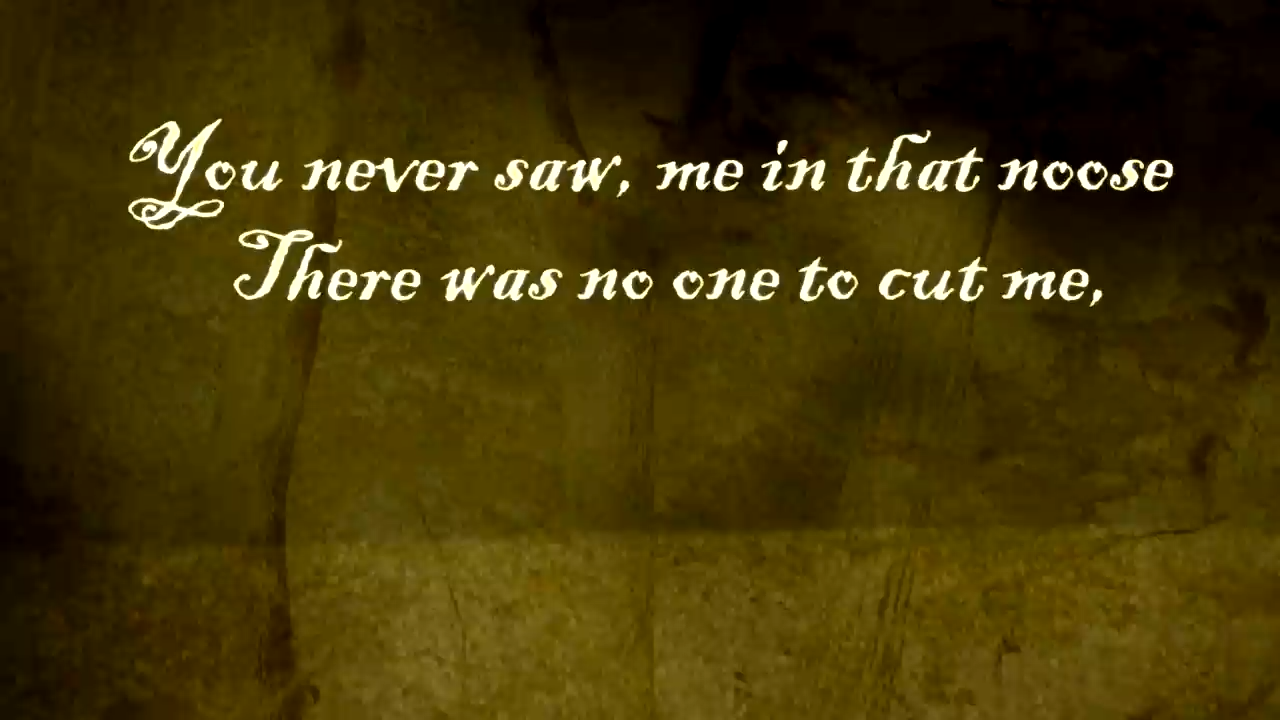 You never saw, me in that noose
There was no one to cut me,